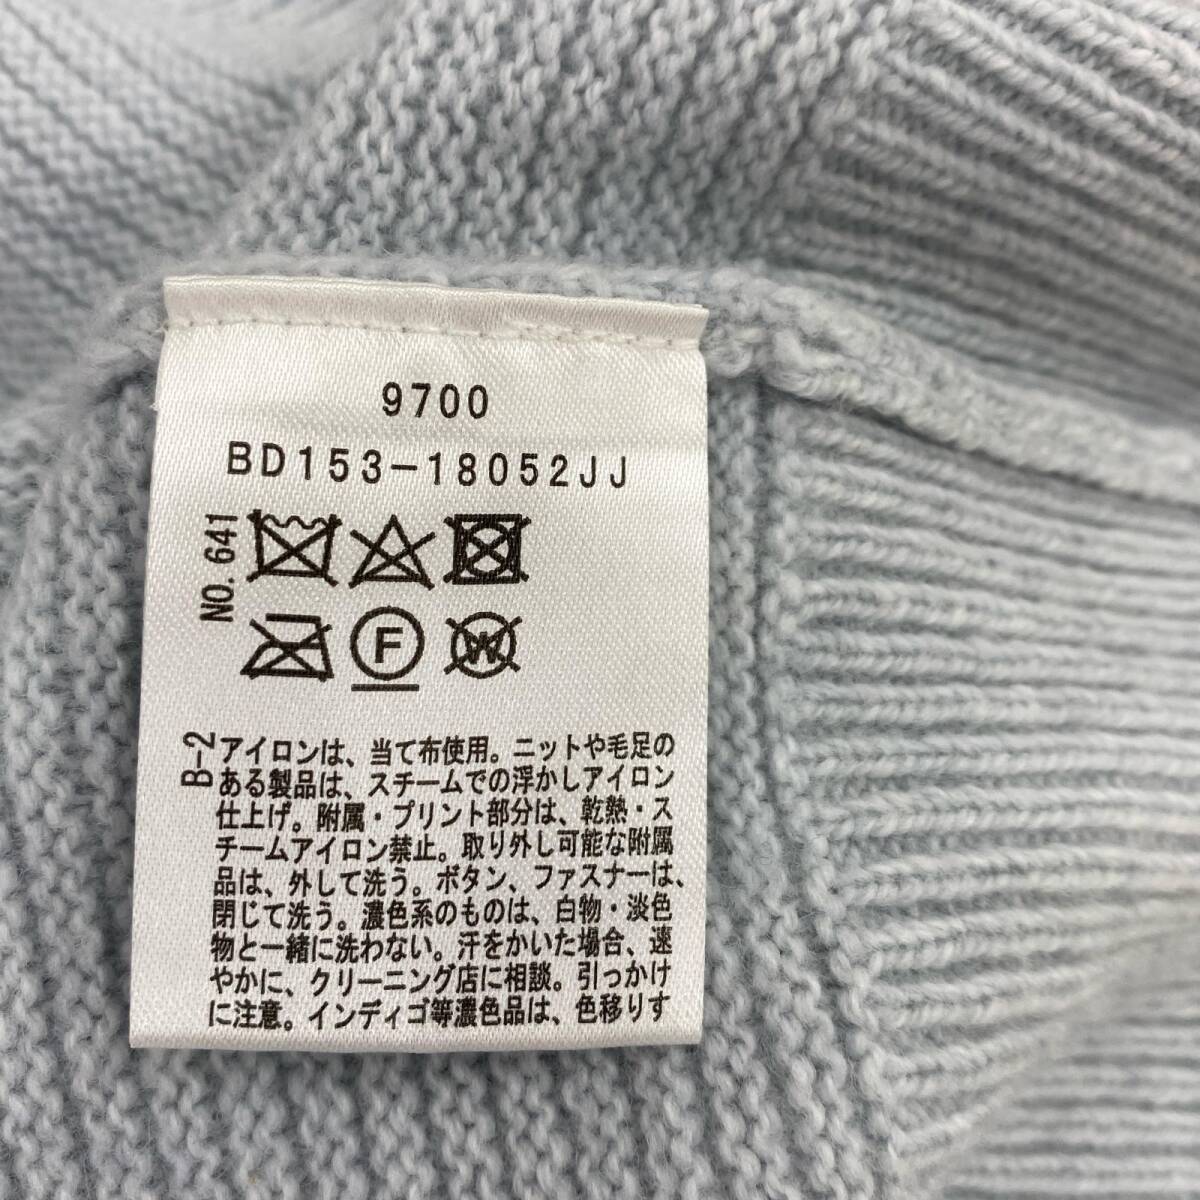 9700
BD153-18052JJ
NO. 641
F
W
B-2
アイロンは、当て布使用。ニットや毛足の
ある製品は、スチームでの浮かしアイロン
仕上げ。附属・プリント部分は、乾熱・ス
チームアイロン禁止。取り外し可能な附属
品は、外して洗う。ボタン、ファスナーは、
閉じて洗う。濃色系のものは、白物・淡色
物と一緒に洗わない。汗をかいた場合、速
やかに、クリーニング店に相談。引っかけ
に注意。インディゴ等濃色品は、色移りす